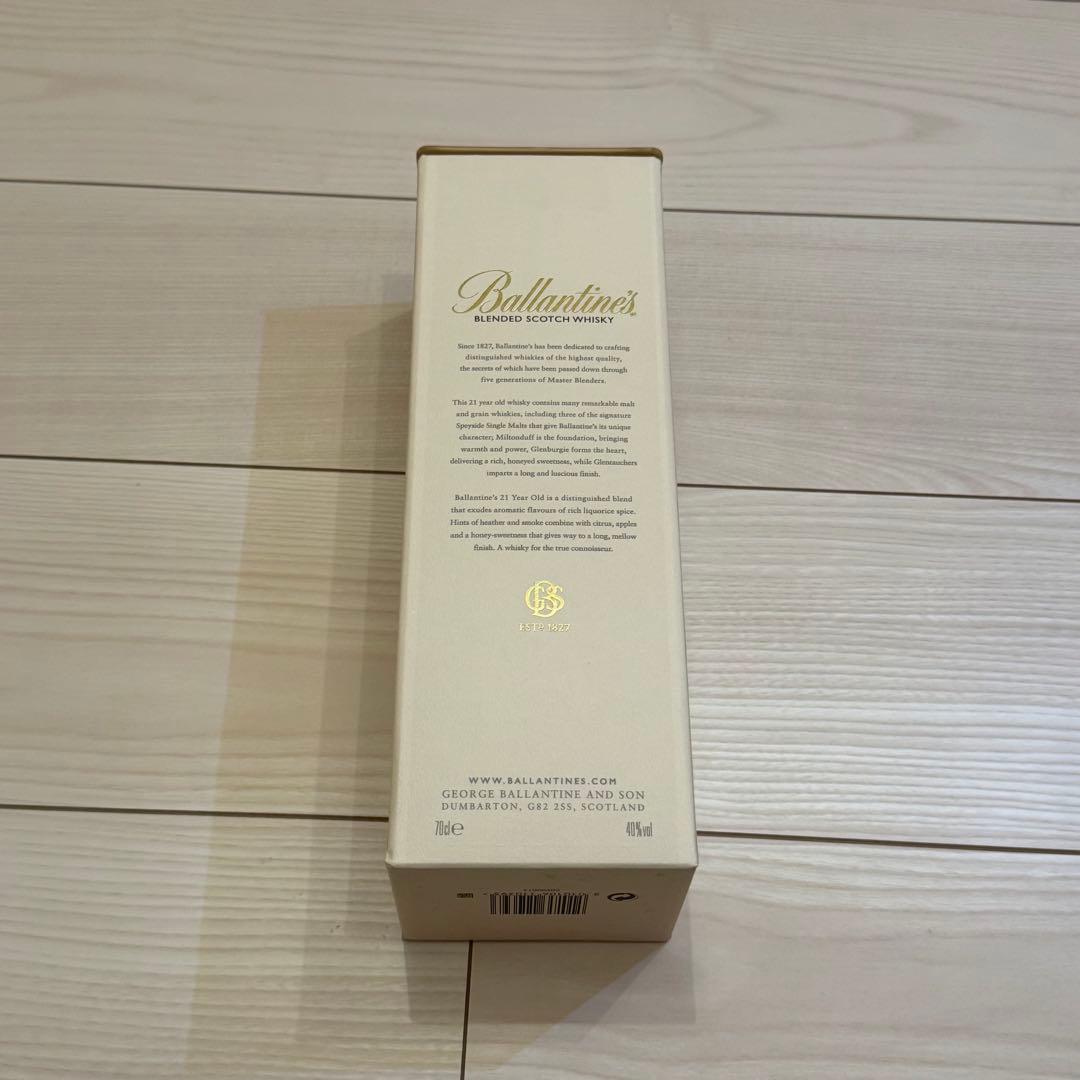 Ballantine's
BLENDED SCOTCH WHISKY
Since 1827, Ballantine's has been dedicated to crafting
distinguished whiskies of the highest quality,
the secrets of which have been passed down through
five generations of Master Blenders.
This 21 year old whisky contains many remarkable malt
and grain whiskies, including three of the signature
Speyside Single Malts that give Ballantine's its unique
character; Miltonduff is the foundation, bringing
warmth and power, Glenburgie forms the heart,
delivering a rich, honeyed sweetness, while Glentauchers
imparts a long and luscious finish.
Ballantine's 21 Year Old is a distinguished blend
that exudes aromatic flavours of rich liquorice spice.
Hints of heather and smoke combine with citrus, apples
and a honey-sweetness that gives way to a long, mellow
finish. A whisky for the true connoisseur.
GBS
ESTD 1827
WWW.BALLANTINES.COM
GEORGE BALLANTINE AND SON
DUMBARTON, G82 2SS, SCOTLAND
70cl e
40%vol